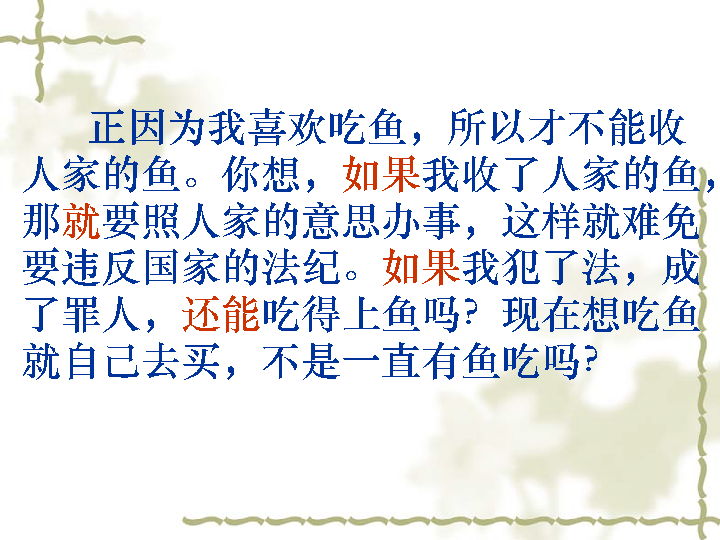 正因为我喜欢吃鱼，所以才不能收
人家的鱼。你想，如果我收了人家的鱼，
那就要照人家的意思办事，这样就难免
要违反国家的法纪。如果我犯了法，成
了罪人，还能吃得上鱼吗？现在想吃鱼
就自己去买，不是一直有鱼吃吗？